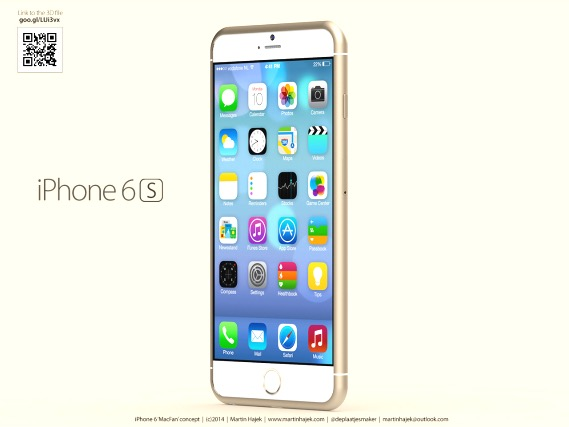 Link to the 3D file
goo.gl/LUi3vx
22%
Messages Calendar Photos Camera
Weather Clock Maps Videos
Notes Reminders Stocks Game Center
Newsstand iTunes Store App Store Passbook
Compass Settings Healthbook Tips
Phone Mail Safari Music
iPhone 6 S
iPhone 6 'MacFan' concept | (c)2014 | Martin Hajek | www.martinhajek.com | @deplaatjesmaker | martinhajek@outlook.com